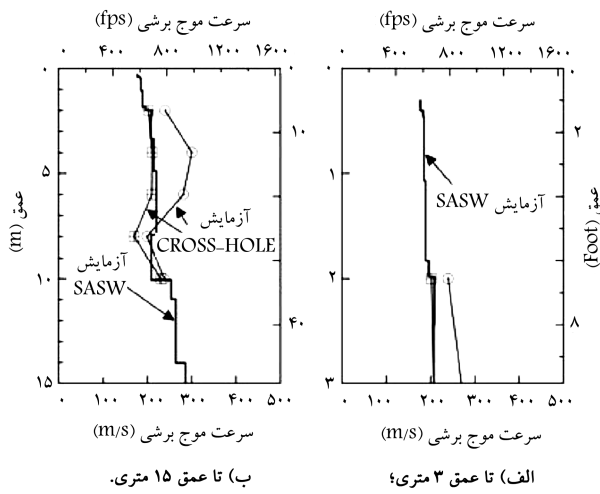 سرعت موج برشی (fps)
۰ ۴۰۰ ۸۰۰ ۱۲۰۰ ۱۶۰۰
۰
۱
۲
۳
۰
۲
۸
عمق (Foot)
آزمایش SASW
۰ ۱۰۰ ۲۰۰ ۳۰۰ ۴۰۰ ۵۰۰
سرعت موج برشی (m/s)
الف) تا عمق ۳ متری؛
سرعت موج برشی (fps)
۰ ۴۰۰ ۸۰۰ ۱۲۰۰ ۱۶۰۰
عمق (m)
۰
۵
۱۰
۱۵
۰
۱۰
۴۰
آزمایش
CROSS-HOLE
آزمایش
SASW
۰ ۱۰۰ ۲۰۰ ۳۰۰ ۴۰۰ ۵۰۰
سرعت موج برشی (m/s)
ب) تا عمق ۱۵ متری.